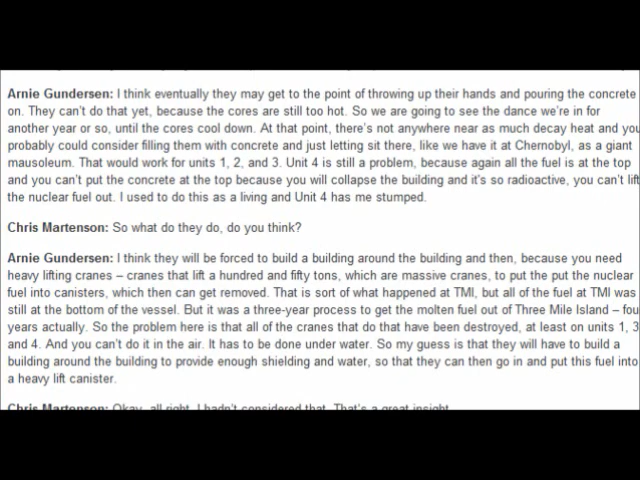 Arnie Gundersen: I think eventually they may get to the point of throwing up their hands and pouring the concrete
on. They can't do that yet, because the cores are still too hot. So we are going to see the dance we're in for
another year or so, until the cores cool down. At that point, there's not anywhere near as much decay heat and you
probably could consider filling them with concrete and just letting sit there, like we have it at Chernobyl, as a giant
mausoleum. That would work for units 1, 2, and 3. Unit 4 is still a problem, because again all the fuel is at the top
and you can't put the concrete at the top because you will collapse the building and it's so radioactive, you can't lift
the nuclear fuel out. I used to do this as a living and Unit 4 has me stumped.
Chris Martenson: So what do they do, do you think?
Arnie Gundersen: I think they will be forced to build a building around the building and then, because you need
heavy lifting cranes – cranes that lift a hundred and fifty tons, which are massive cranes, to put the put the nuclear
fuel into canisters, which then can get removed. That is sort of what happened at TMI, but all of the fuel at TMI was
still at the bottom of the vessel. But it was a three-year process to get the molten fuel out of Three Mile Island – fou
years actually. So the problem here is that all of the cranes that do that have been destroyed, at least on units 1, 3
and 4. And you can't do it in the air. It has to be done under water. So my guess is that they will have to build a
building around the building to provide enough shielding and water, so that they can then go in and put this fuel into
a heavy lift canister.
Chris Martenson: Okay, all right, I hadn't considered that. That's a great insight.